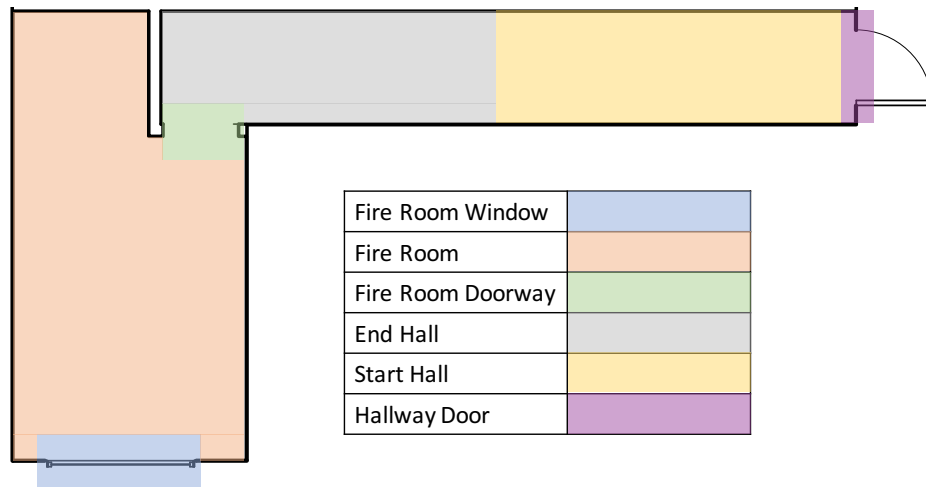 Fire Room Window
Fire Room
Fire Room Doorway
End Hall
Start Hall
Hallway Door